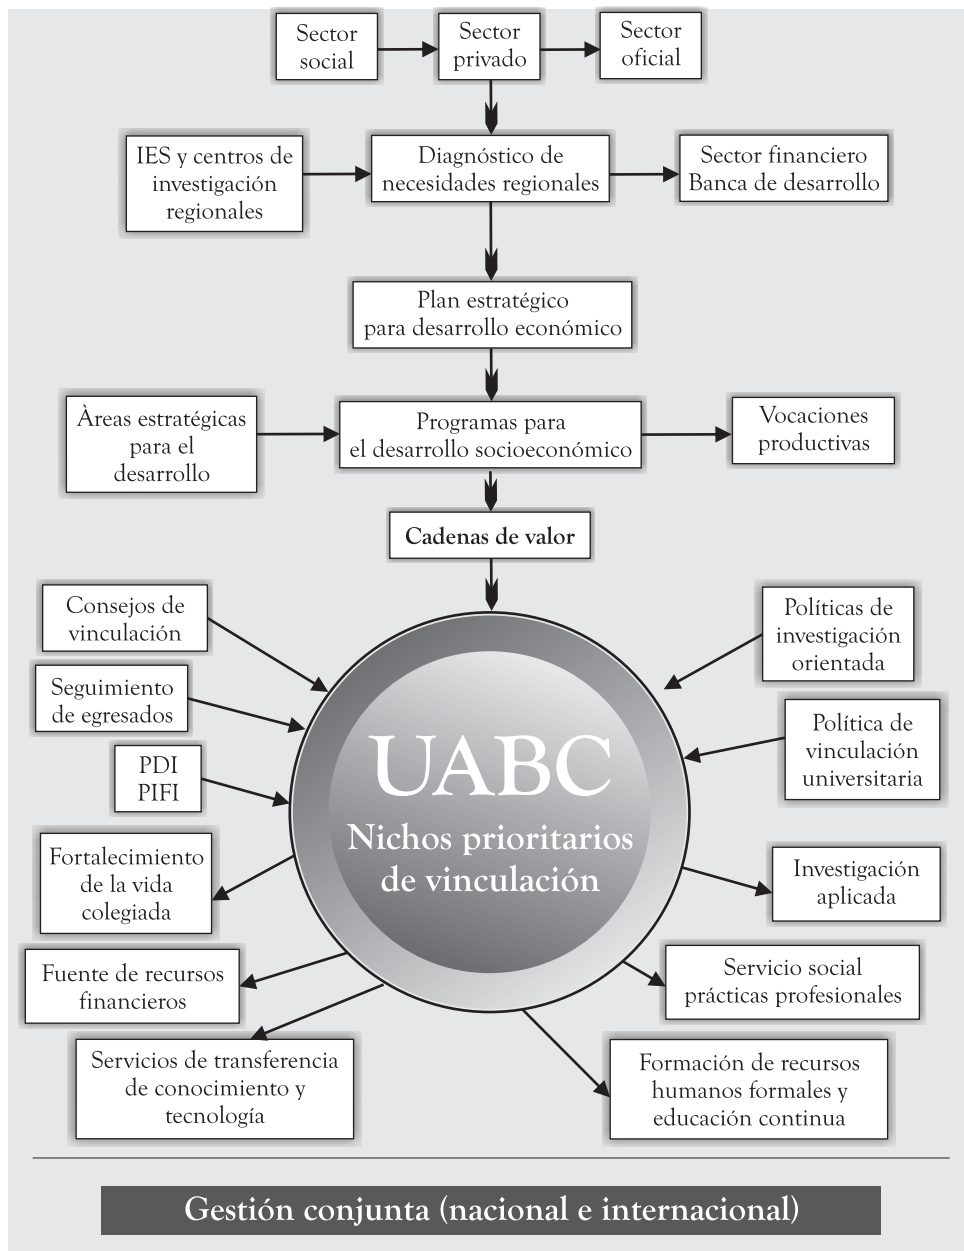 Sector
social
Sector
privado
Sector
oficial
IES y centros de
investigación
regionales
Diagnóstico de
necesidades regionales
Sector financiero
Banca de desarrollo
Plan estratégico
para desarrollo económico
Àreas estratégicas
para el
desarrollo
Programas para
el desarrollo socioeconómico
Vocaciones
productivas
Cadenas de valor
Consejos de
vinculación
Seguimiento
de egresados
PDI
PIFI
Fortalecimiento
de la vida
colegiada
Fuente de recursos
financieros
Servicios de transferencia
de conocimiento y
tecnología
UABC
Nichos prioritarios
de vinculación
Políticas de
investigación
orientada
Política de
vinculación
universitaria
Investigación
aplicada
Servicio social
prácticas profesionales
Formación de recursos
humanos formales y
educación continua
Gestión conjunta (nacional e internacional)